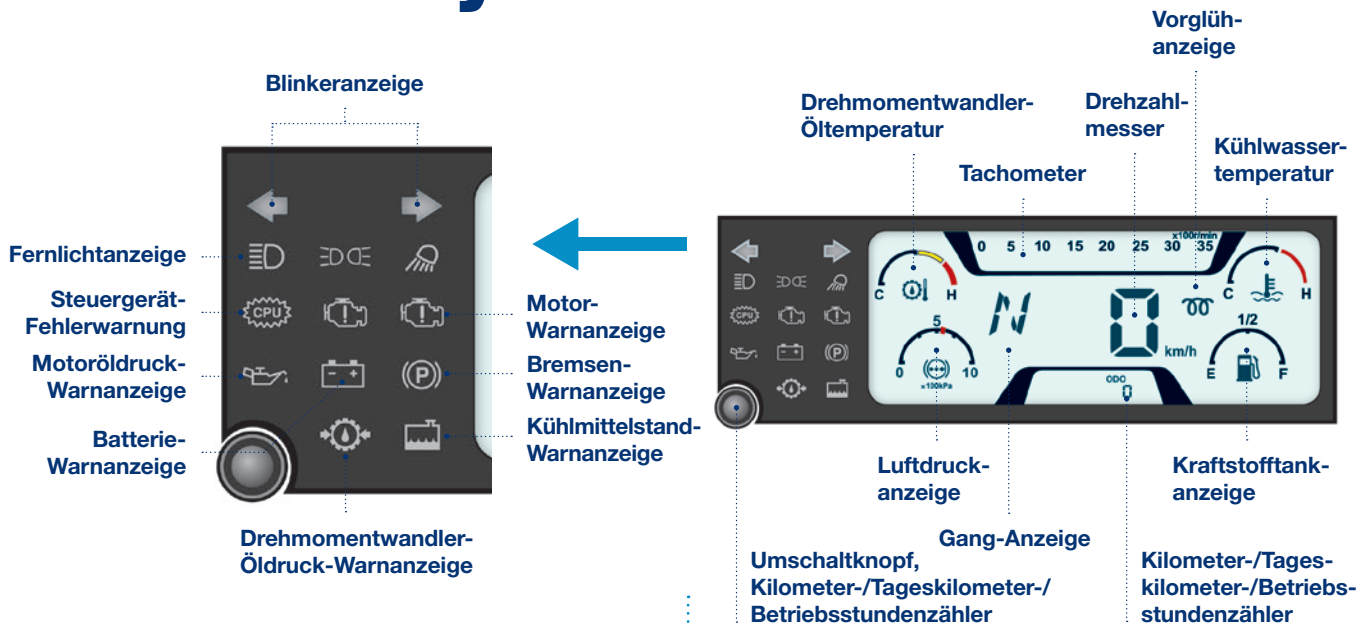 Blinkeranzeige
Fernlichtanzeige
Steuergerät-
Fehlerwarnung
Motoröldruck-
Warnanzeige
Batterie-
Warnanzeige
CPU
P
Motor-
Warnanzeige
Bremsen-
Warnanzeige
Kühlmittelstand-
Warnanzeige
Drehmomentwandler-
Öldruck-Warnanzeige
Vorglüh-
anzeige
Drehmomentwandler-
Öltemperatur
Drehzahl-
messer
Kühlwasser-
temperatur
Tachometer
x100r/min
0 5 10 15 20 25 30 35
C H
C H
CPU
P
N
0
km/h
5
0 10
x100kPa
1/2
E F
ODO
0
Luftdruck-
anzeige
Kraftstofftank-
anzeige
Gang-Anzeige
Umschaltknopf,
Kilometer-/Tageskilometer-/
Betriebsstundenzähler
Kilometer-/Tages-
kilometer-/Betriebs-
stundenzähler